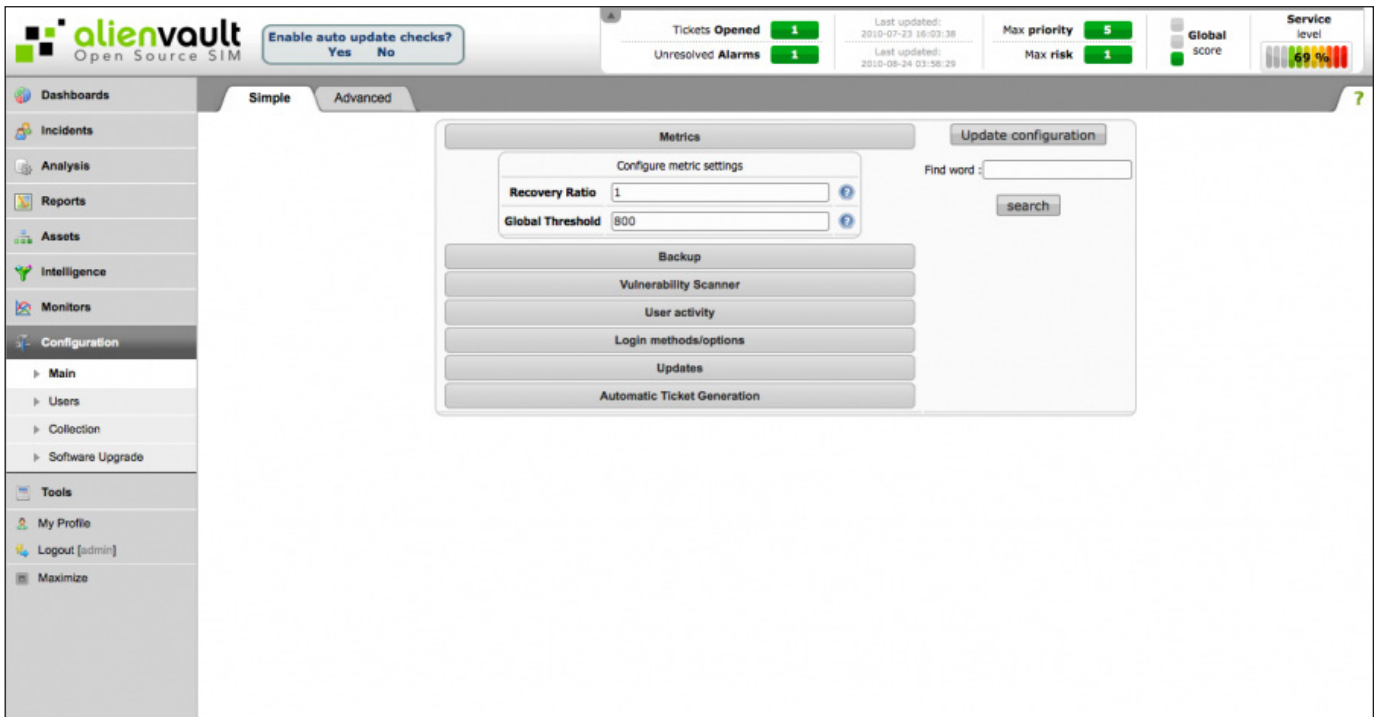 alienvault
Open Source SIM
Enable auto update checks?
Yes No
Tickets Opened 1
Unresolved Alarms 1
Last updated:
2010-07-23 16:03:38
Last updated:
2010-08-24 03:58:29
Max priority 5
Max risk 1
Global
score
Service
level
69 %
Dashboards
Incidents
Analysis
Reports
Assets
Intelligence
Monitors
Configuration
Main
Users
Collection
Software Upgrade
Tools
My Profile
Logout [admin]
Maximize
Simple
Advanced
?
Metrics
Configure metric settings
Recovery Ratio 1 ?
Global Threshold 800 ?
Backup
Vulnerability Scanner
User activity
Login methods/options
Updates
Automatic Ticket Generation
Update configuration
Find word :
search